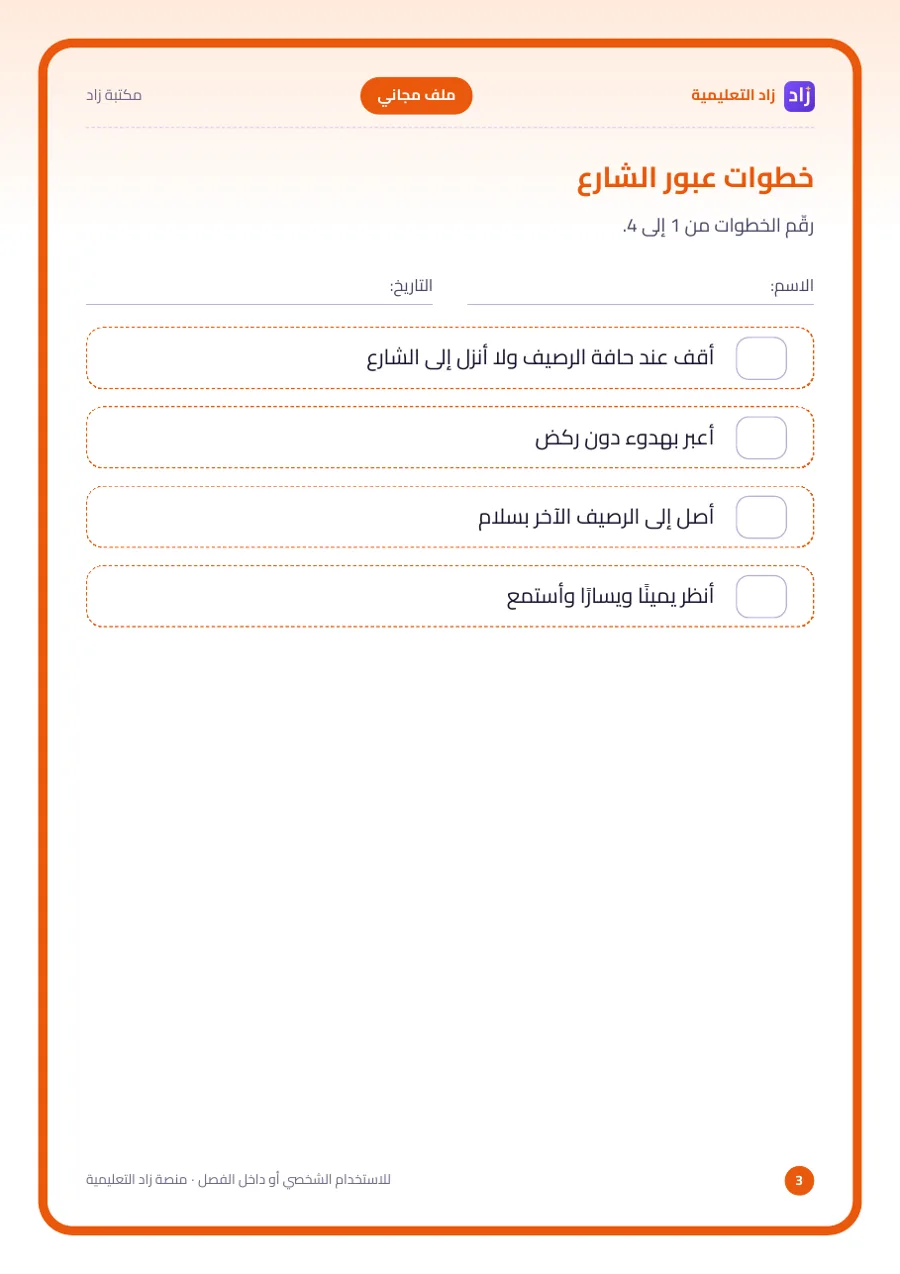 زاد زاد التعليمية
ملف مجاني
مكتبة زاد
خطوات عبور الشارع
رقّم الخطوات من 1 إلى 4.
الاسم:
التاريخ:
أقف عند حافة الرصيف ولا أنزل إلى الشارع
أعبر بهدوء دون ركض
أصل إلى الرصيف الآخر بسلام
أنظر يمينًا ويسارًا وأستمع
3
للاستخدام الشخصي أو داخل الفصل · منصة زاد التعليمية